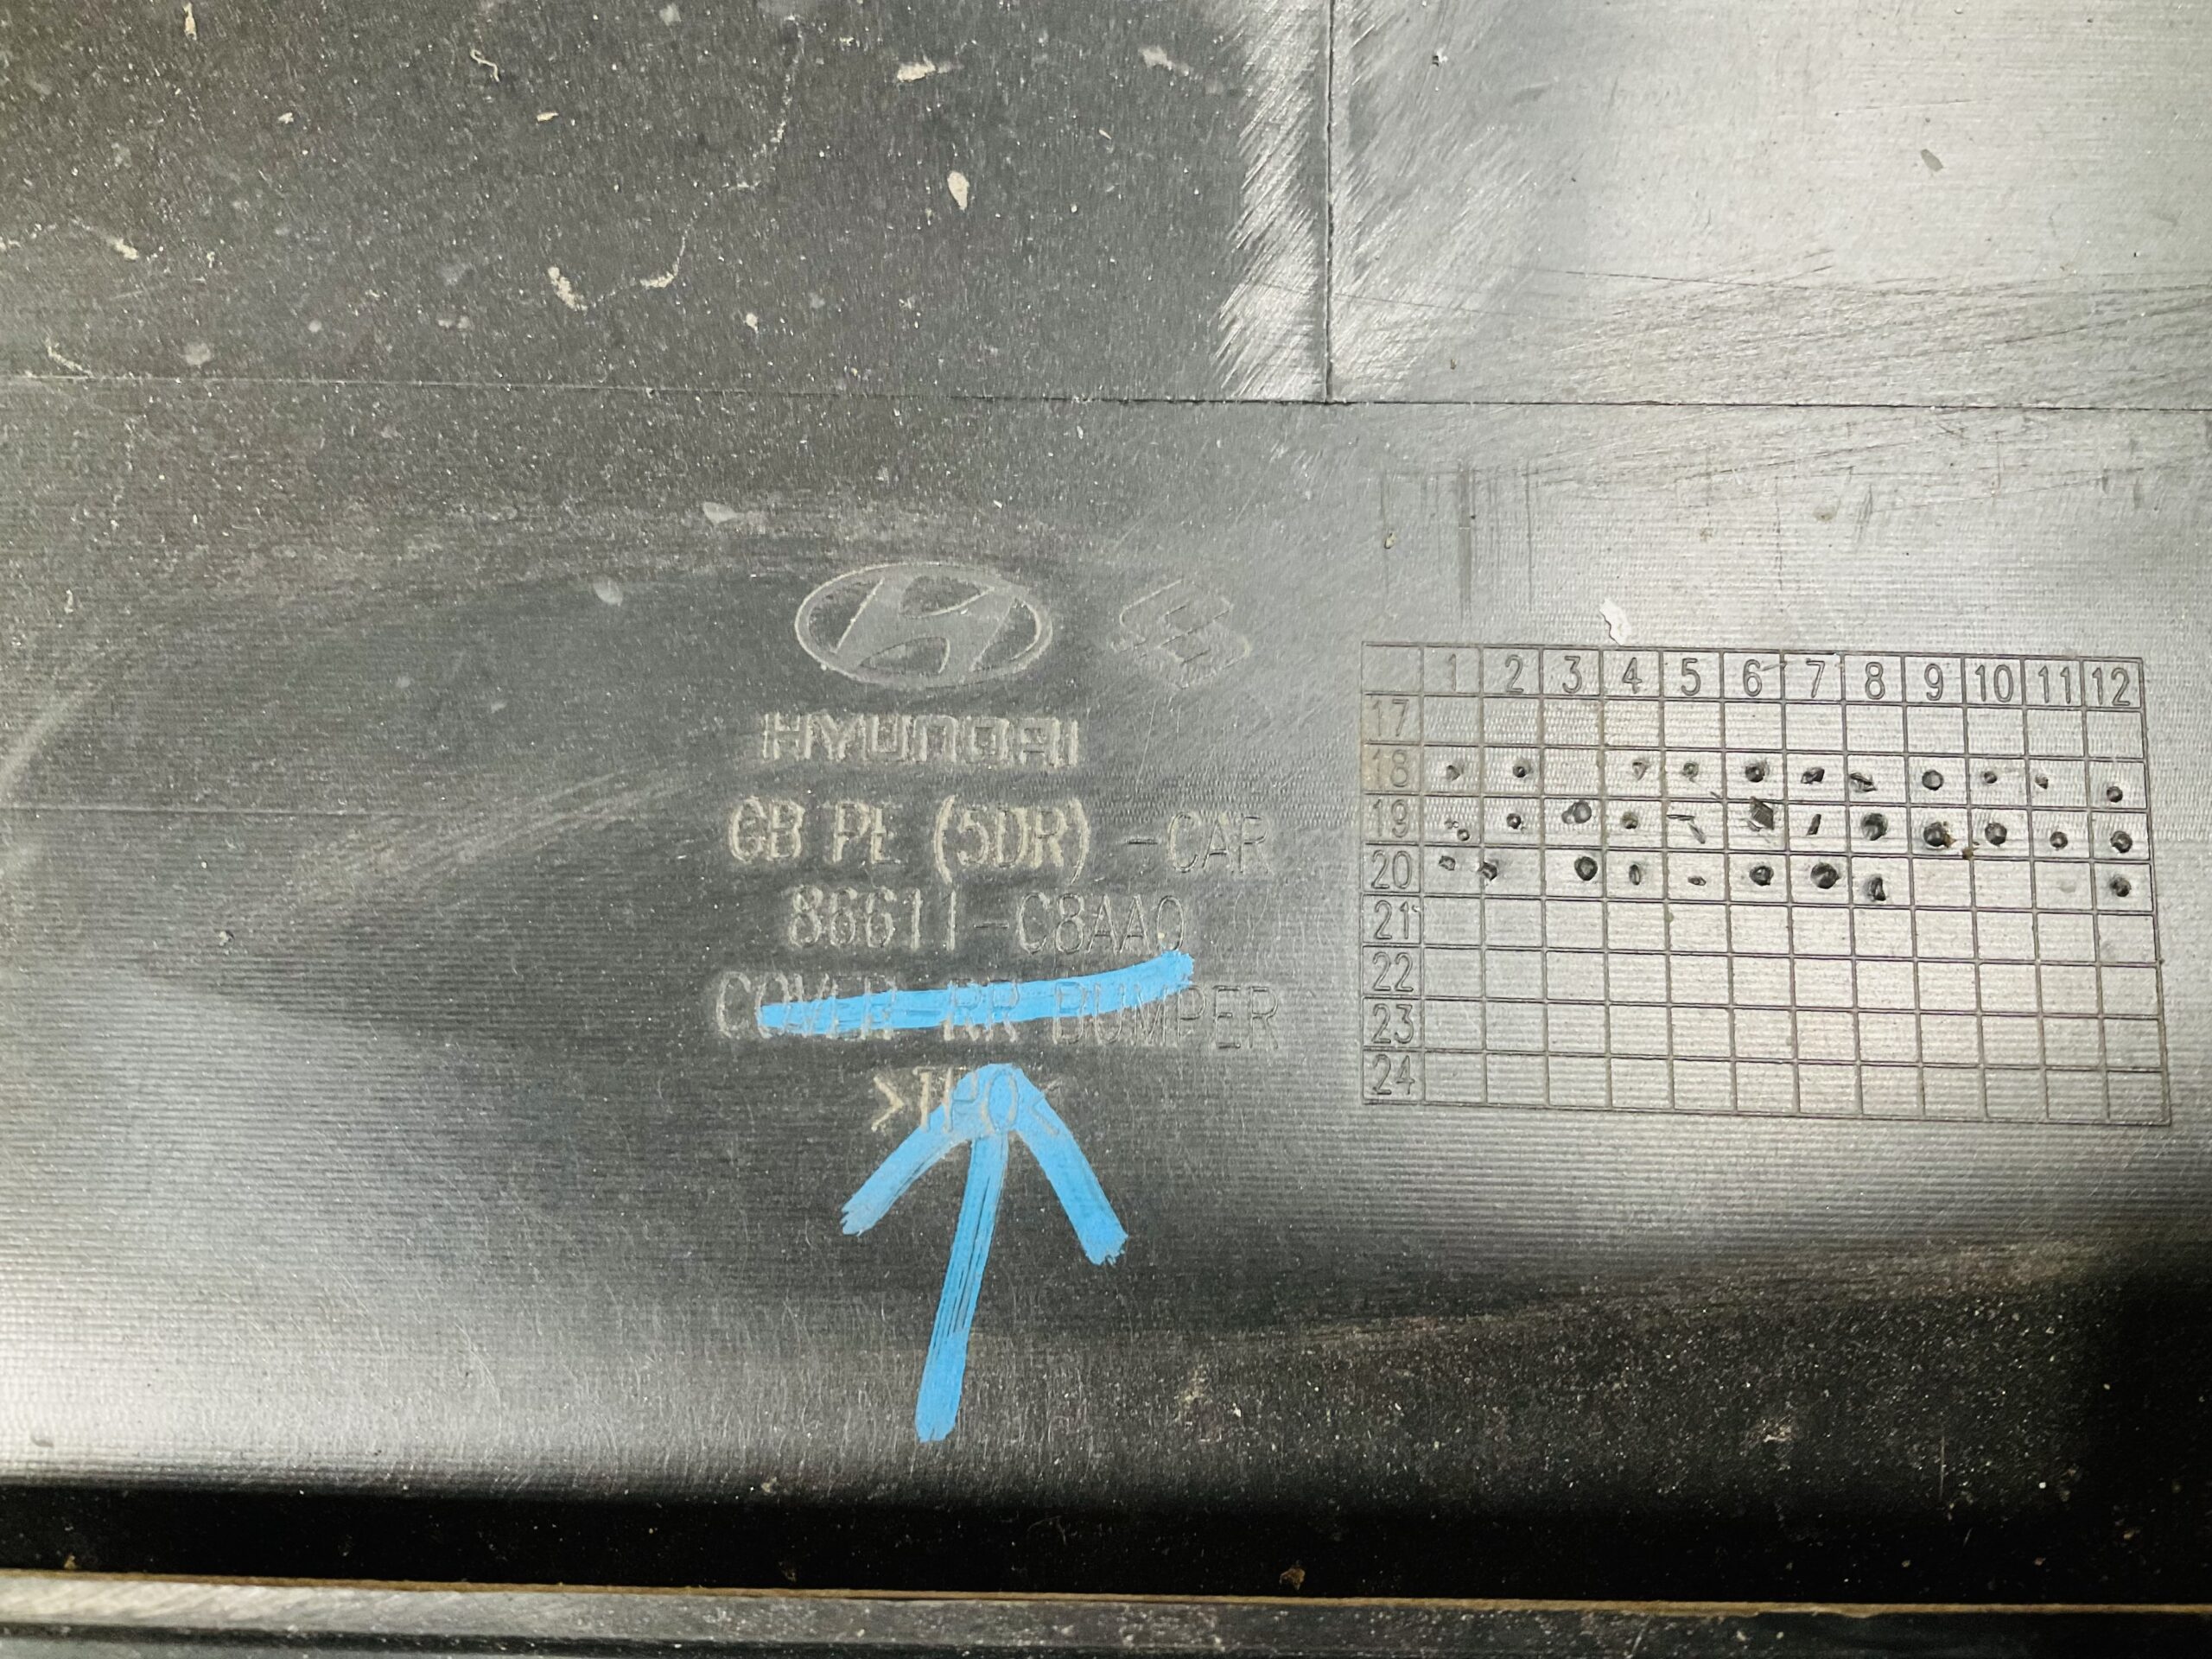 HYUNDAI
GB PE (5DR) -CAR
86611-C8AA0
COVER-RR BUMPER
>TPO<
1 2 3 4 5 6 7 8 9 10 11 12
17
18
19
20
21
22
23
24